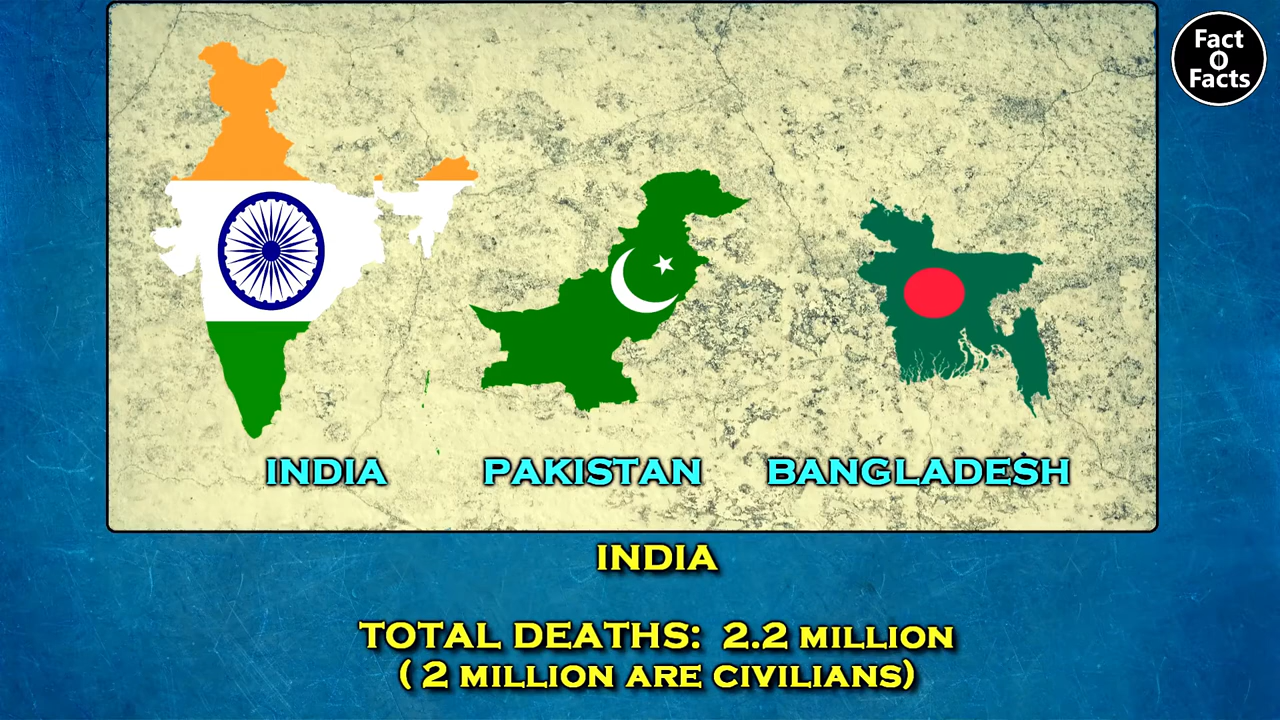 Fact
O
Facts
INDIA PAKISTAN BANGLADESH
INDIA
TOTAL DEATHS: 2.2 MILLION
( 2 MILLION ARE CIVILIANS)